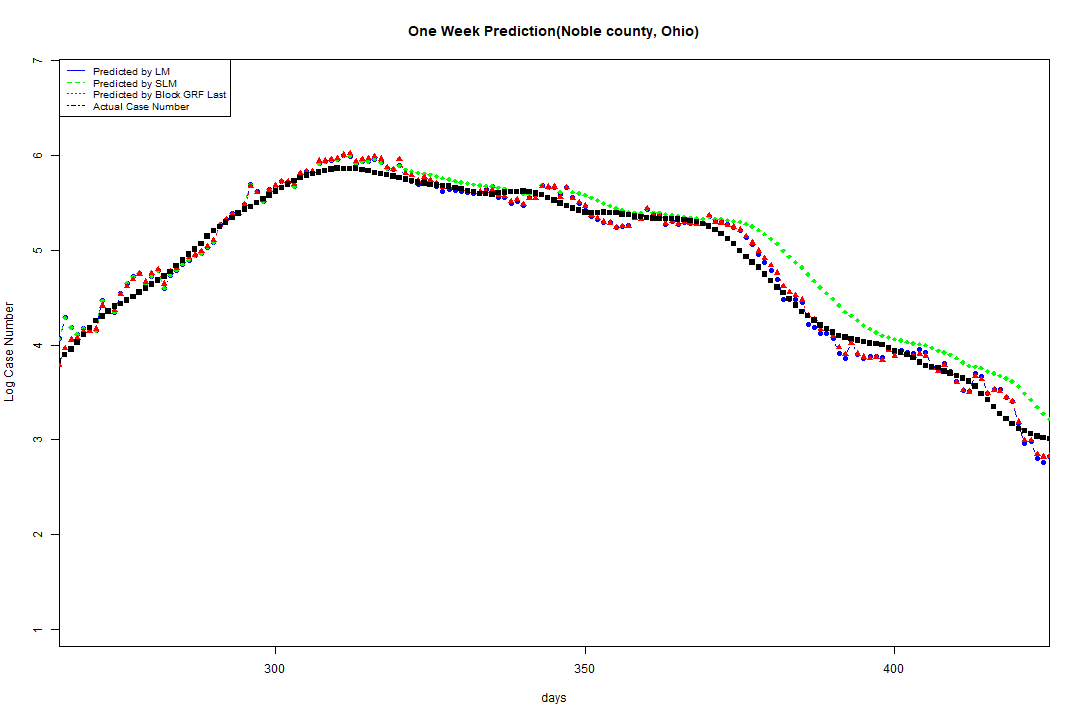 One Week Prediction(Noble county, Ohio)
Predicted by LM
Predicted by SLM
Predicted by Block GRF Last
Actual Case Number
7
6
5
4
3
2
1
Log Case Number
300 350 400
days